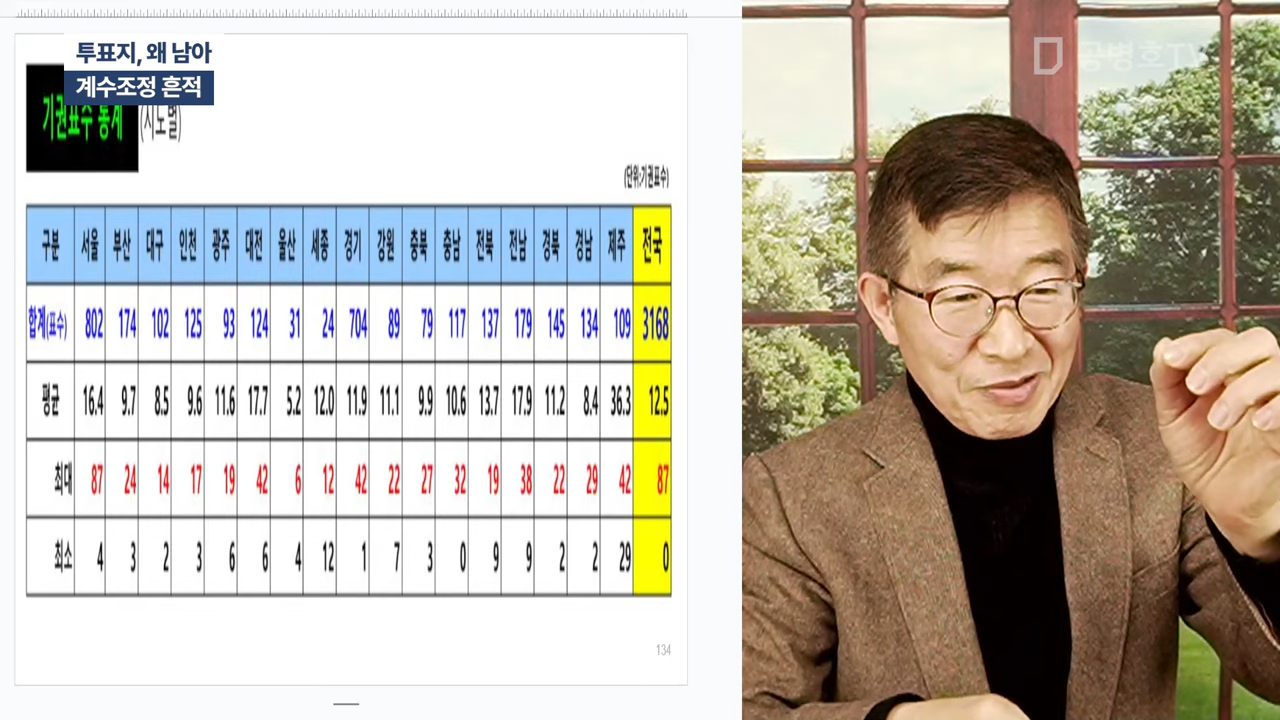 투표지, 왜 남아
계수조정 흔적
기권표수 통계 (시도별)
(단위:기권표수)
구분 서울 부산 대구 인천 광주 대전 울산 세종 경기 강원 충북 충남 전북 전남 경북 경남 제주 전국
합계(표수) 802 174 102 125 93 124 31 24 704 89 79 117 137 179 145 134 109 3168
평균 16.4 9.7 8.5 9.6 11.6 17.7 5.2 12.0 11.9 11.1 9.9 10.6 13.7 17.9 11.2 8.4 36.3 12.5
최대 87 24 14 17 19 42 6 12 42 22 27 32 19 38 22 29 42 87
최소 4 3 2 3 6 6 4 12 1 7 3 0 9 9 2 2 29 0
134
공병호TV